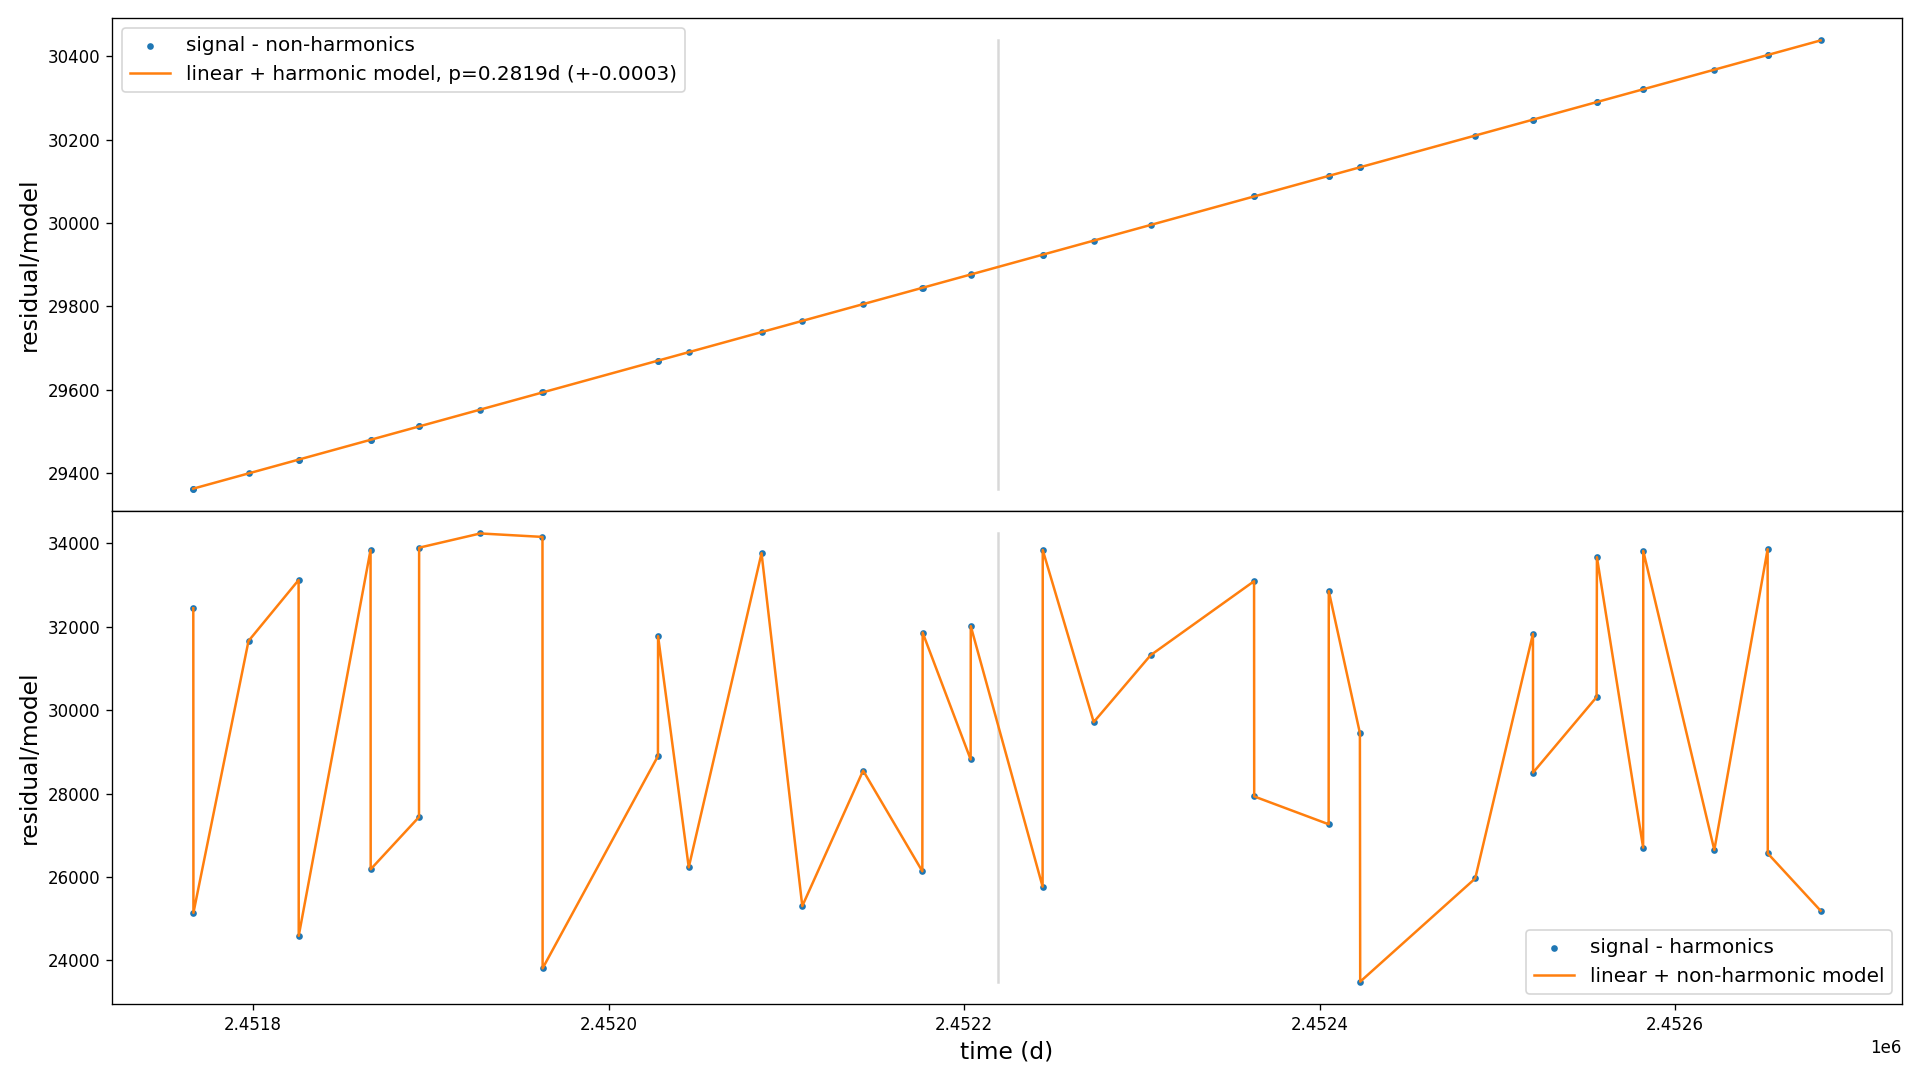 signal - non-harmonics
linear + harmonic model, p=0.2819d (+-0.0003)
30400
30200
30000
29800
29600
29400
residual/model
34000
32000
30000
28000
26000
24000
residual/model
signal - harmonics
linear + non-harmonic model
2.4518
2.4520
2.4522
2.4524
2.4526
1e6
time (d)